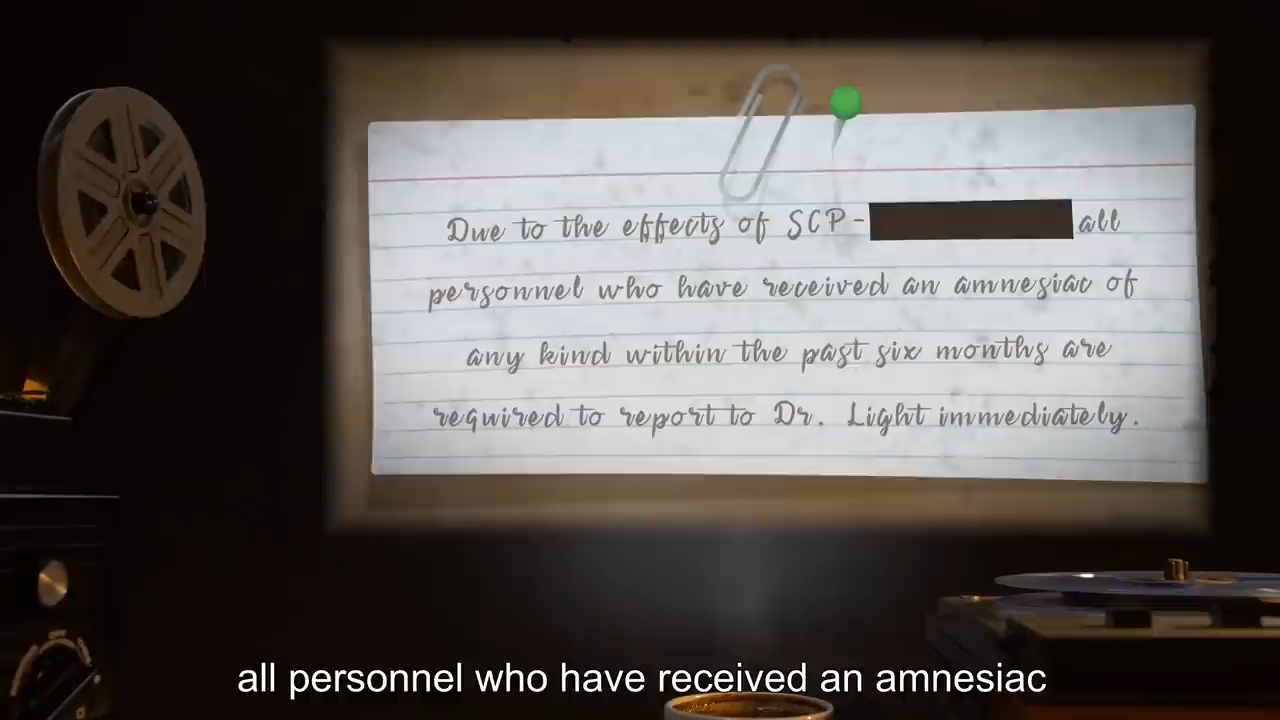 Due to the effects of SCP- all
personnel who have received an amnesiac of
any kind within the past six months are
required to report to Dr. Light immediately.
all personnel who have received an amnesiac